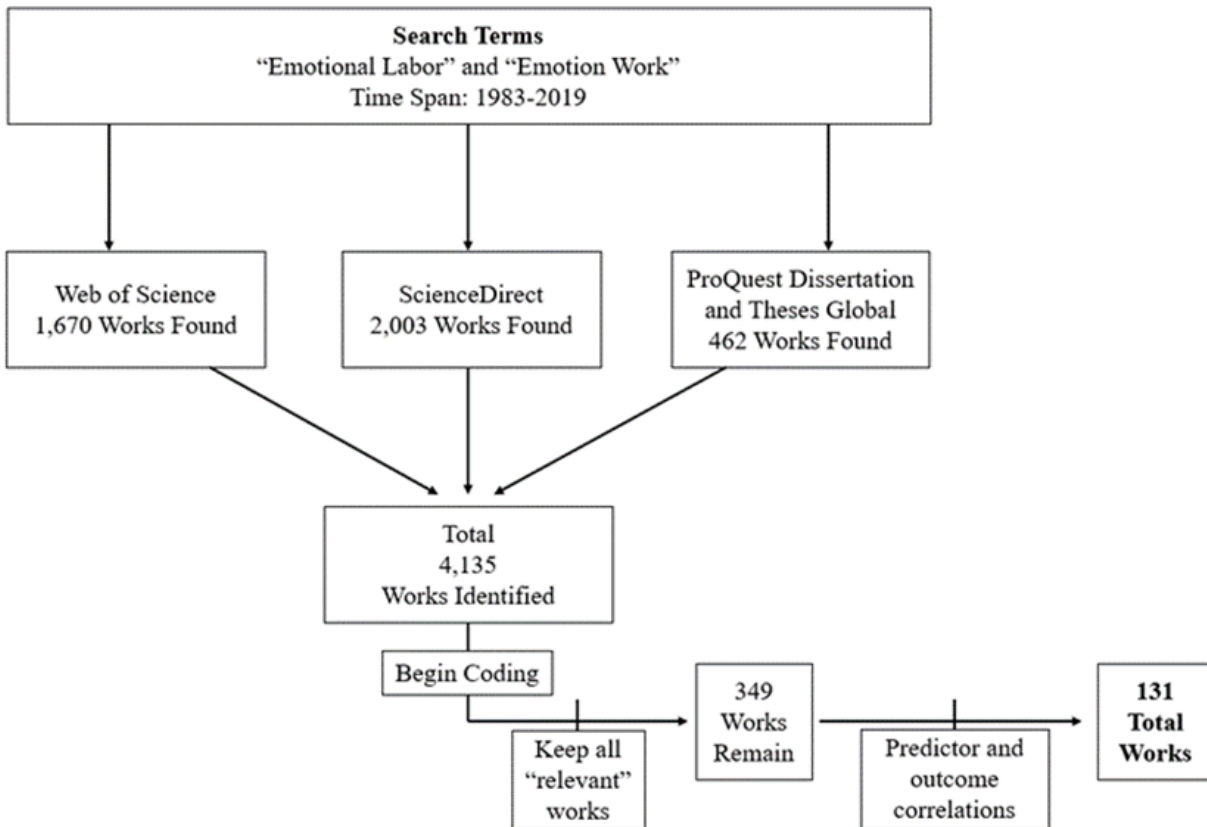 Search Terms
“Emotional Labor” and “Emotion Work”
Time Span: 1983-2019
Web of Science
1,670 Works Found
ScienceDirect
2,003 Works Found
ProQuest Dissertation
and Theses Global
462 Works Found
Total
4,135
Works Identified
Begin Coding
Keep all
“relevant”
works
349
Works
Remain
Predictor and
outcome
correlations
131
Total
Works